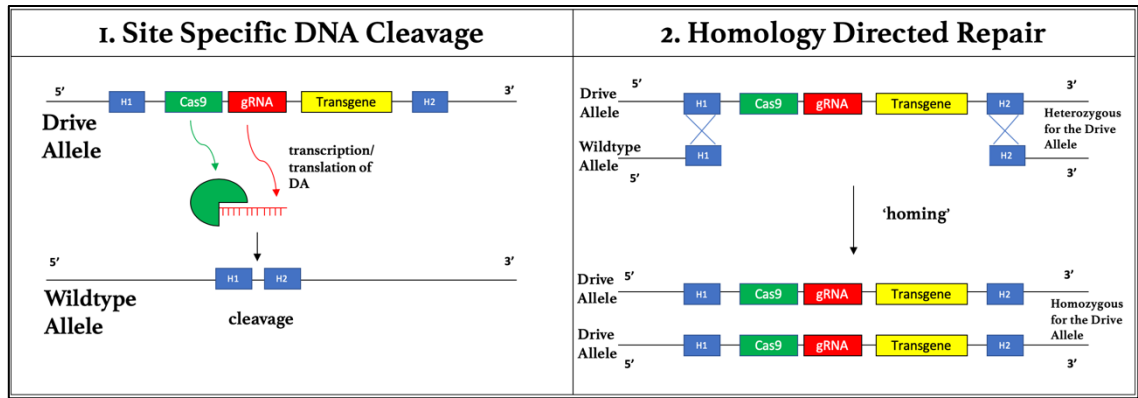 1. Site Specific DNA Cleavage
5′ 3′
H1 Cas9 gRNA Transgene H2
Drive
Allele
transcription/
translation of
DA
5′ 3′
H1 H2
Wildtype
Allele
cleavage
2. Homology Directed Repair
5′ 3′
Drive
Allele
H1 Cas9 gRNA Transgene H2
Heterozygous
for the Drive
Allele
Wildtype
Allele
H1 H2
5′ 3′
'homing'
5′ 3′
Drive
Allele
H1 Cas9 gRNA Transgene H2
Homozygous
for the Drive
Allele
Drive
Allele
H1 Cas9 gRNA Transgene H2
5′ 3′